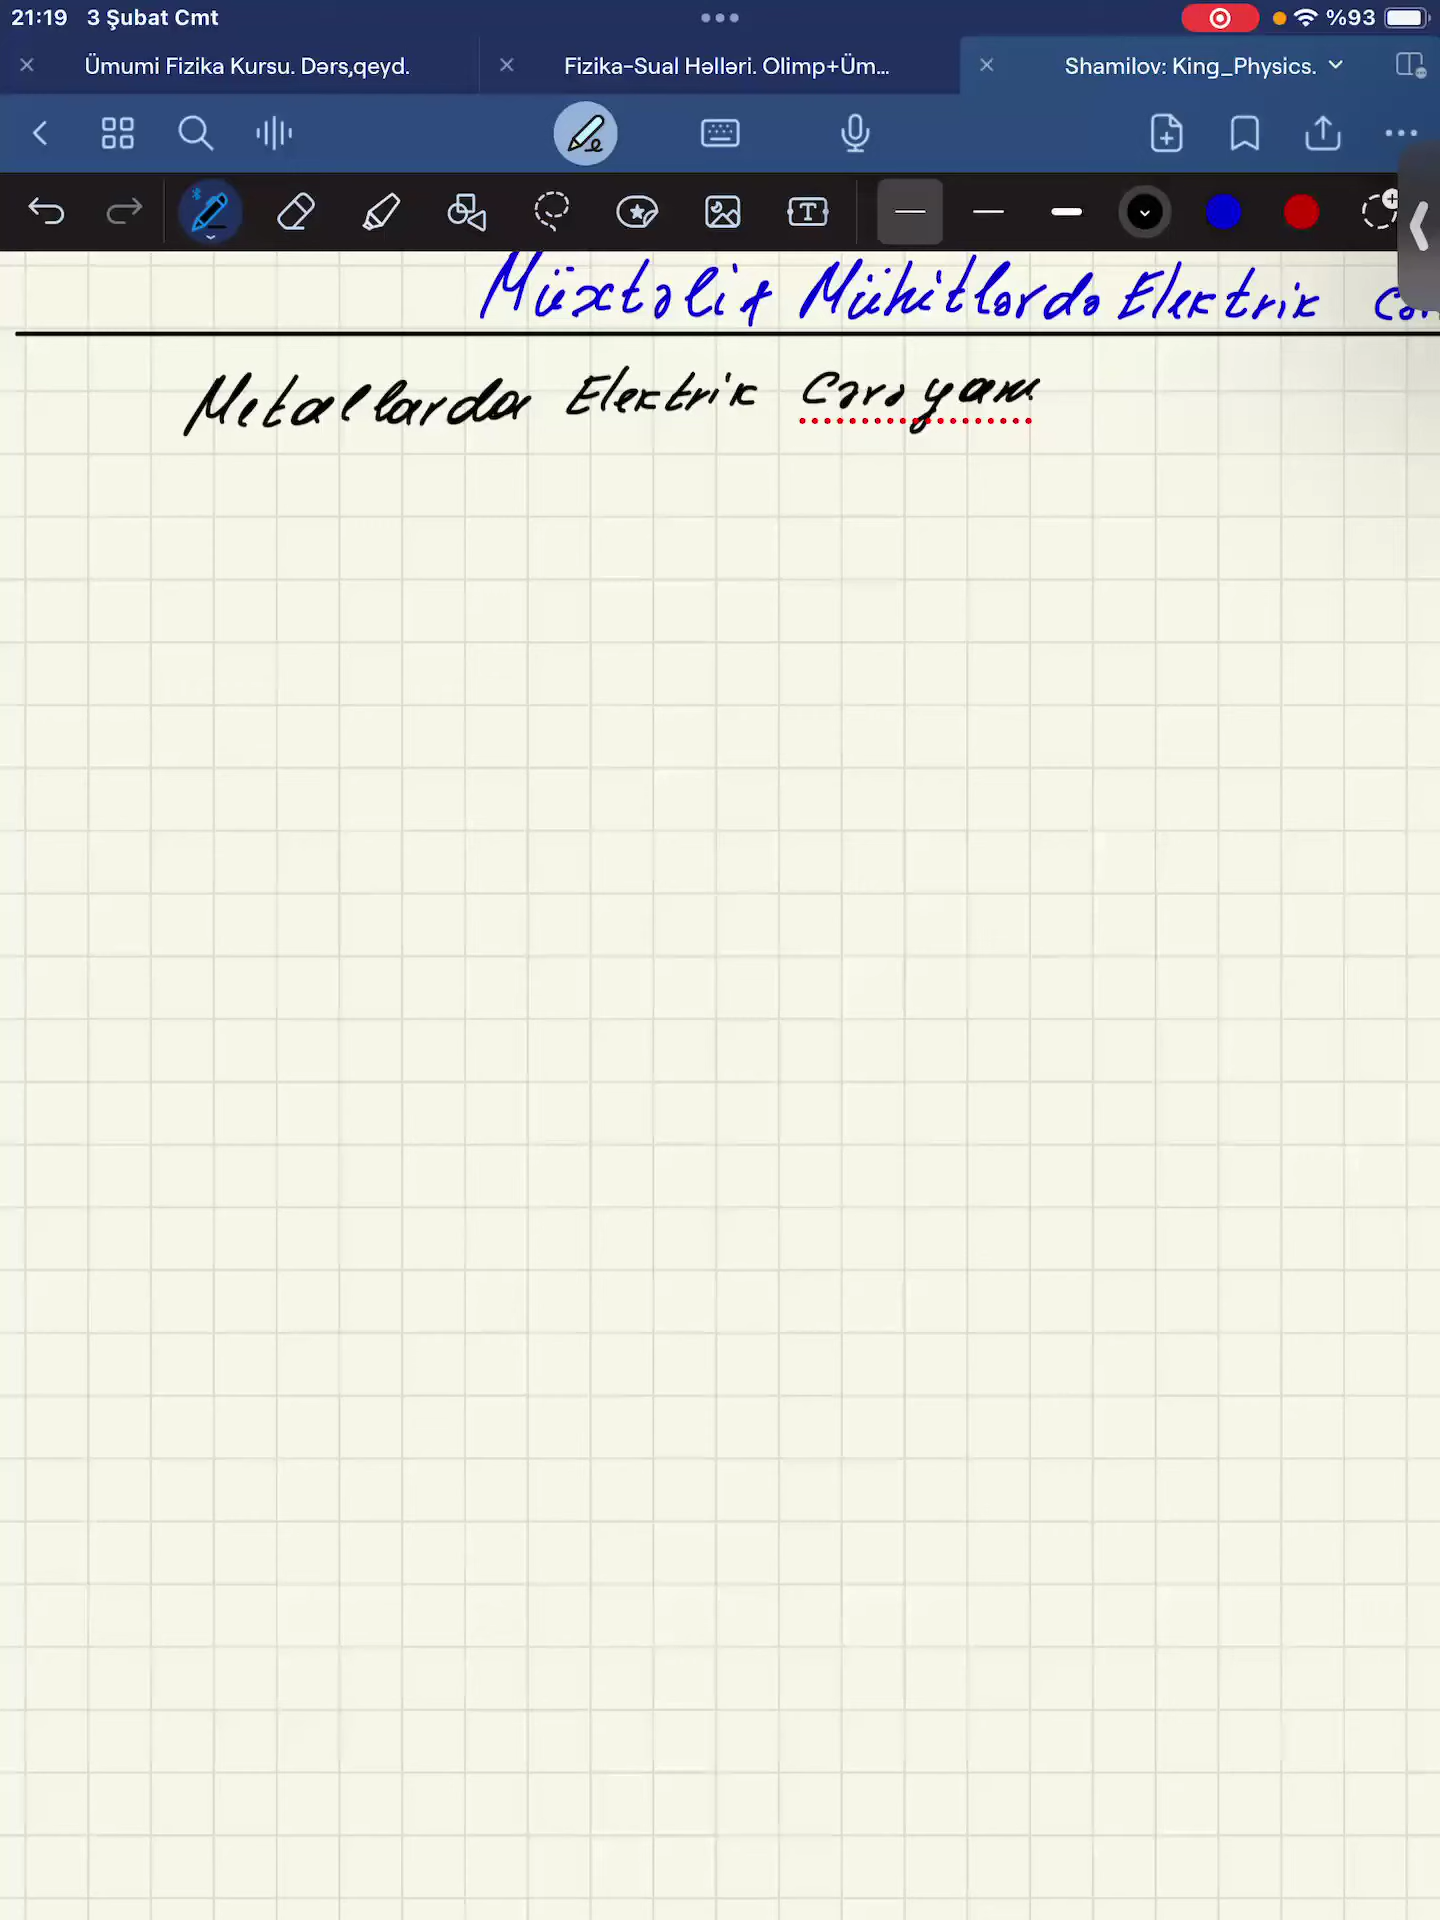 21:19 3 Şubat Cmt %93
Ümumi Fizika Kursu. Dərs,qeyd. Fizika-Sual Həlləri. Olimp+Üm... Shamilov: King_Physics.
Müxtəlif Mühitlərdə Elektrik Cər
Metallarda Elektrik Cərəyanı